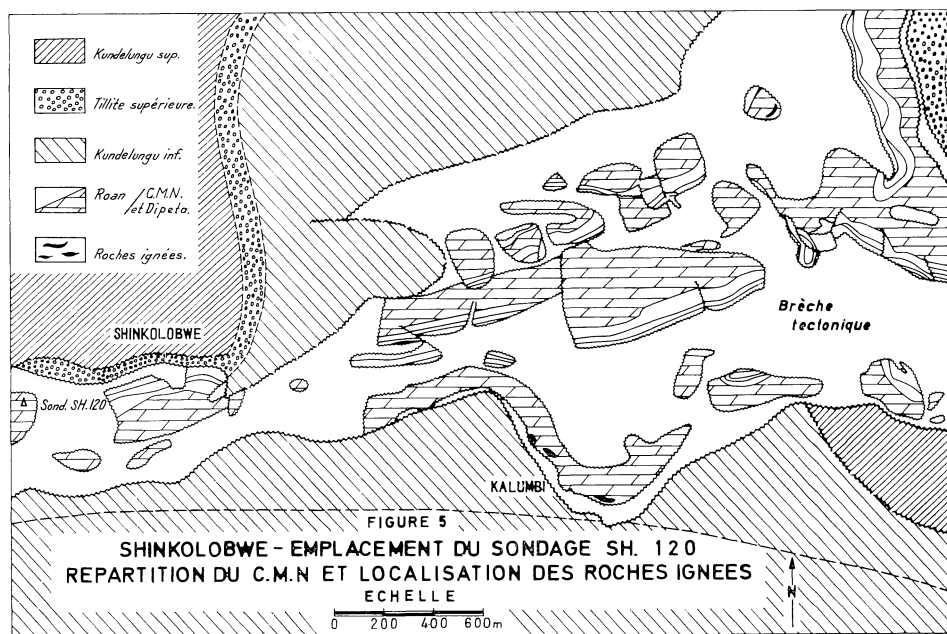 Kundelungu sup.
Tillite supérieure.
Kundelungu inf.
Roan / C.M.N.
et Dipeta.
Roches ignées.
SHINKOLOBWE
Sond. SH.120
Brèche
tectonique
KALUMBI
FIGURE 5
SHINKOLOBWE - EMPLACEMENT DU SONDAGE SH. 120
REPARTITION DU C.M.N ET LOCALISATION DES ROCHES IGNEES
ECHELLE
0 200 400 600m
N